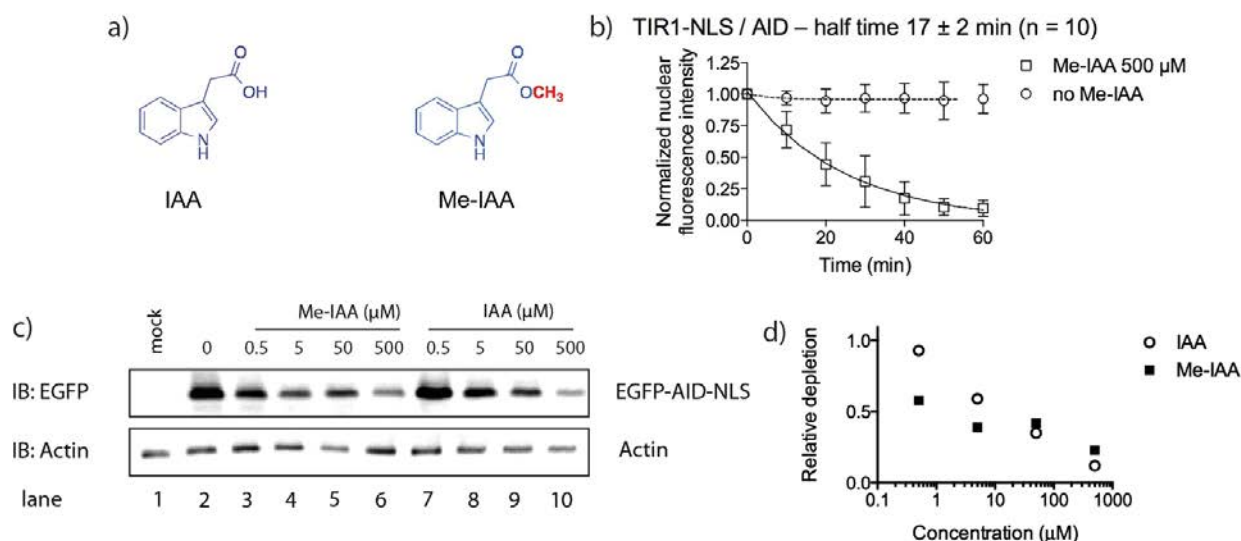 a)
O
OH
N
H
IAA
O
OCH₃
N
H
Me-IAA
b) TIR1-NLS / AID – half time 17 ± 2 min (n = 10)
Normalized nuclear
fluorescence intensity
1.25
1.00
0.75
0.50
0.25
0.00
0 20 40 60
Time (min)
Me-IAA 500 µM
no Me-IAA
c)
Me-IAA (µM) IAA (µM)
mock 0 0.5 5 50 500 0.5 5 50 500
IB: EGFP EGFP-AID-NLS
IB: Actin Actin
lane 1 2 3 4 5 6 7 8 9 10
d)
Relative depletion
1.0
0.5
0.0
0.1 1 10 100 1000
Concentration (µM)
IAA
Me-IAA